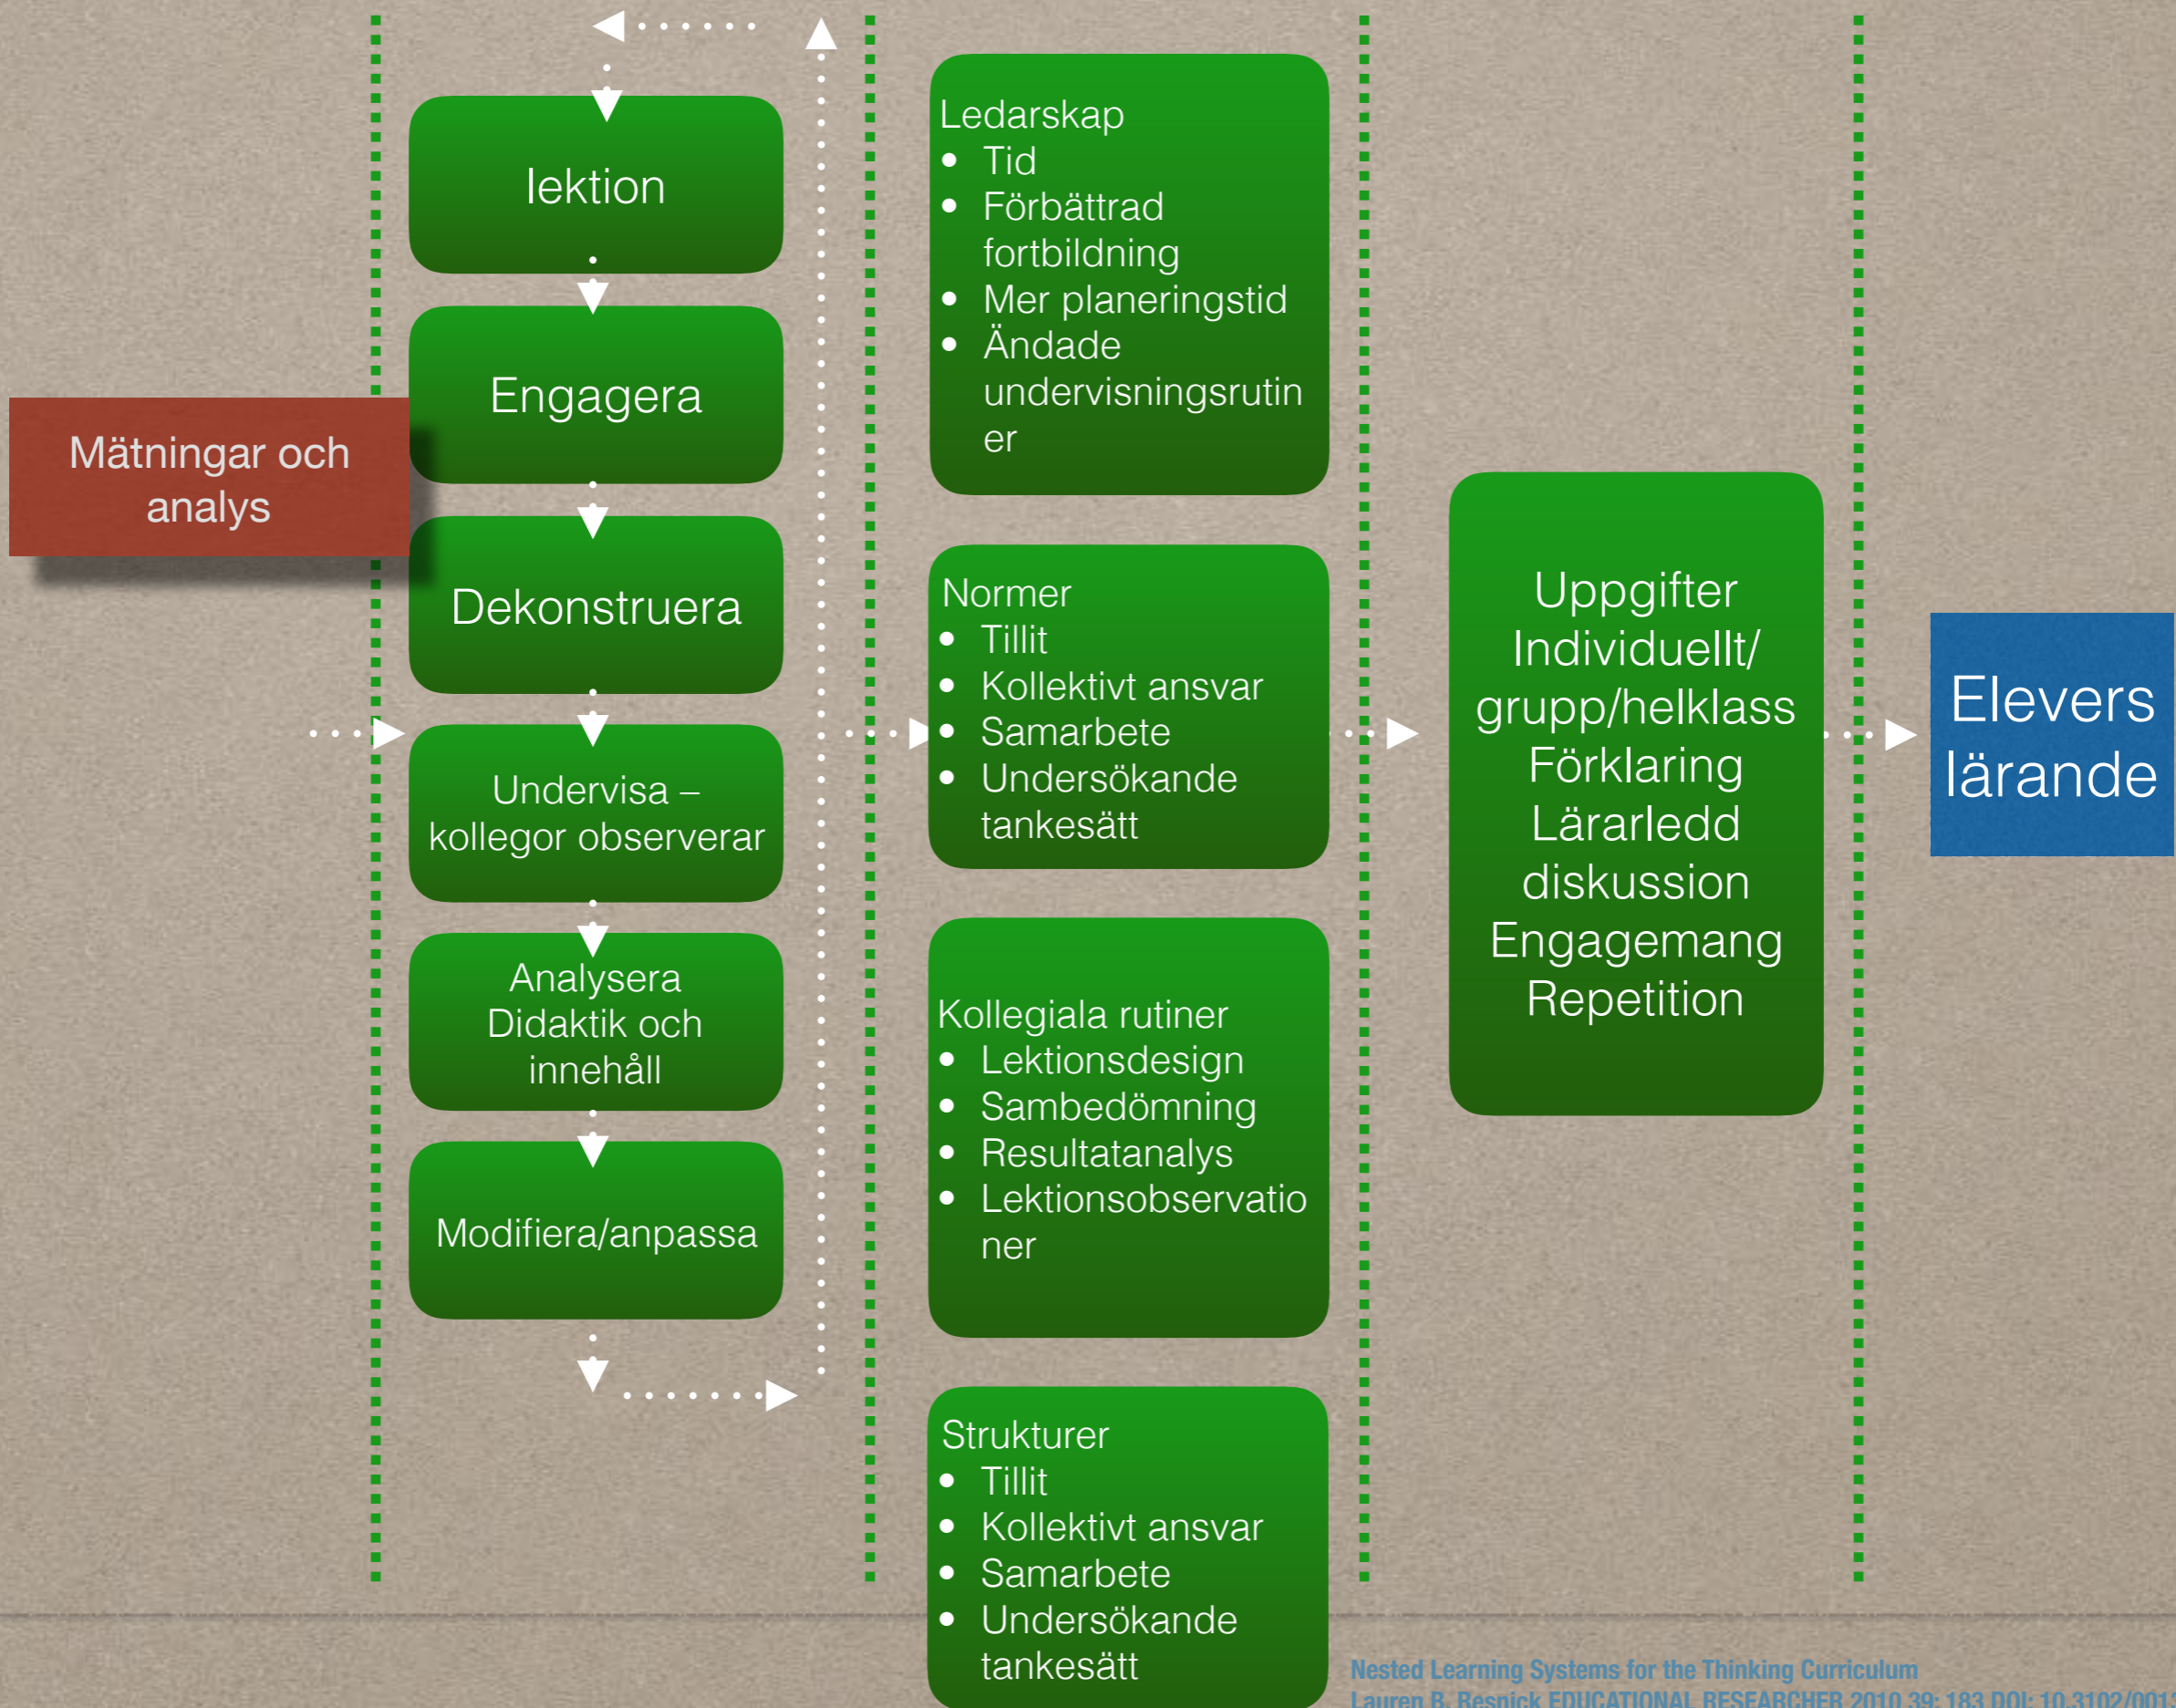 Mätningar och
analys
lektion
Engagera
Dekonstruera
Undervisa –
kollegor observerar
Analysera
Didaktik och
innehåll
Modifiera/anpassa
Ledarskap
• Tid
• Förbättrad
fortbildning
• Mer planeringstid
• Ändade
undervisningsrutin
er
Normer
• Tillit
• Kollektivt ansvar
• Samarbete
• Undersökande
tankesätt
Kollegiala rutiner
• Lektionsdesign
• Sambedömning
• Resultatanalys
• Lektionsobservatio
ner
Strukturer
• Tillit
• Kollektivt ansvar
• Samarbete
• Undersökande
tankesätt
Uppgifter
Individuellt/
grupp/helklass
Förklaring
Lärarledd
diskussion
Engagemang
Repetition
Elevers
lärande
Nested Learning Systems for the Thinking Curriculum
Lauren B. Resnick EDUCATIONAL RESEARCHER 2010 39: 183 DOI: